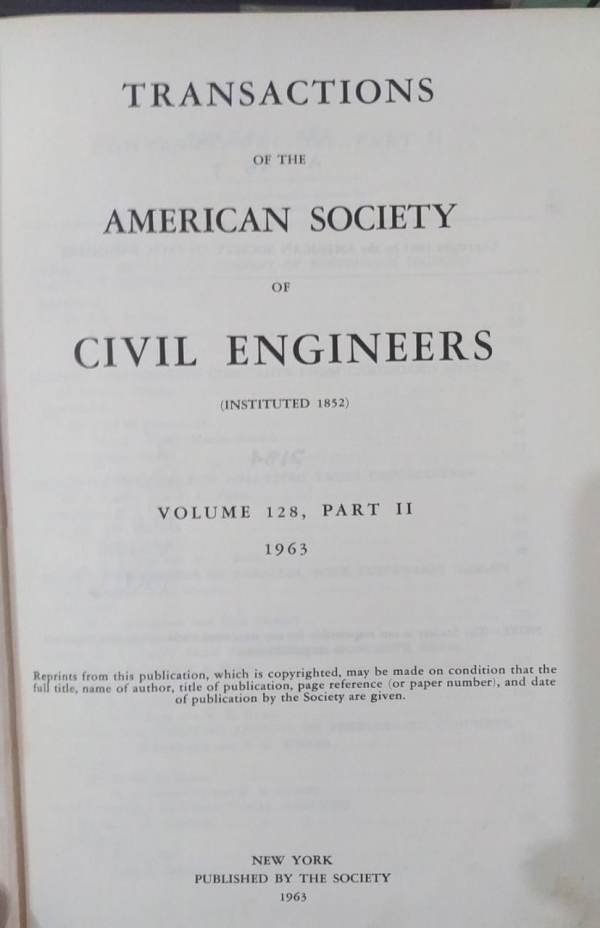 TRANSACTIONS
OF THE
AMERICAN SOCIETY
OF
CIVIL ENGINEERS
(INSTITUTED 1852)
VOLUME 128, PART II
1963
Reprints from this publication, which is copyrighted, may be made on condition that the
full title, name of author, title of publication, page reference (or paper number), and date
of publication by the Society are given.
NEW YORK
PUBLISHED BY THE SOCIETY
1963